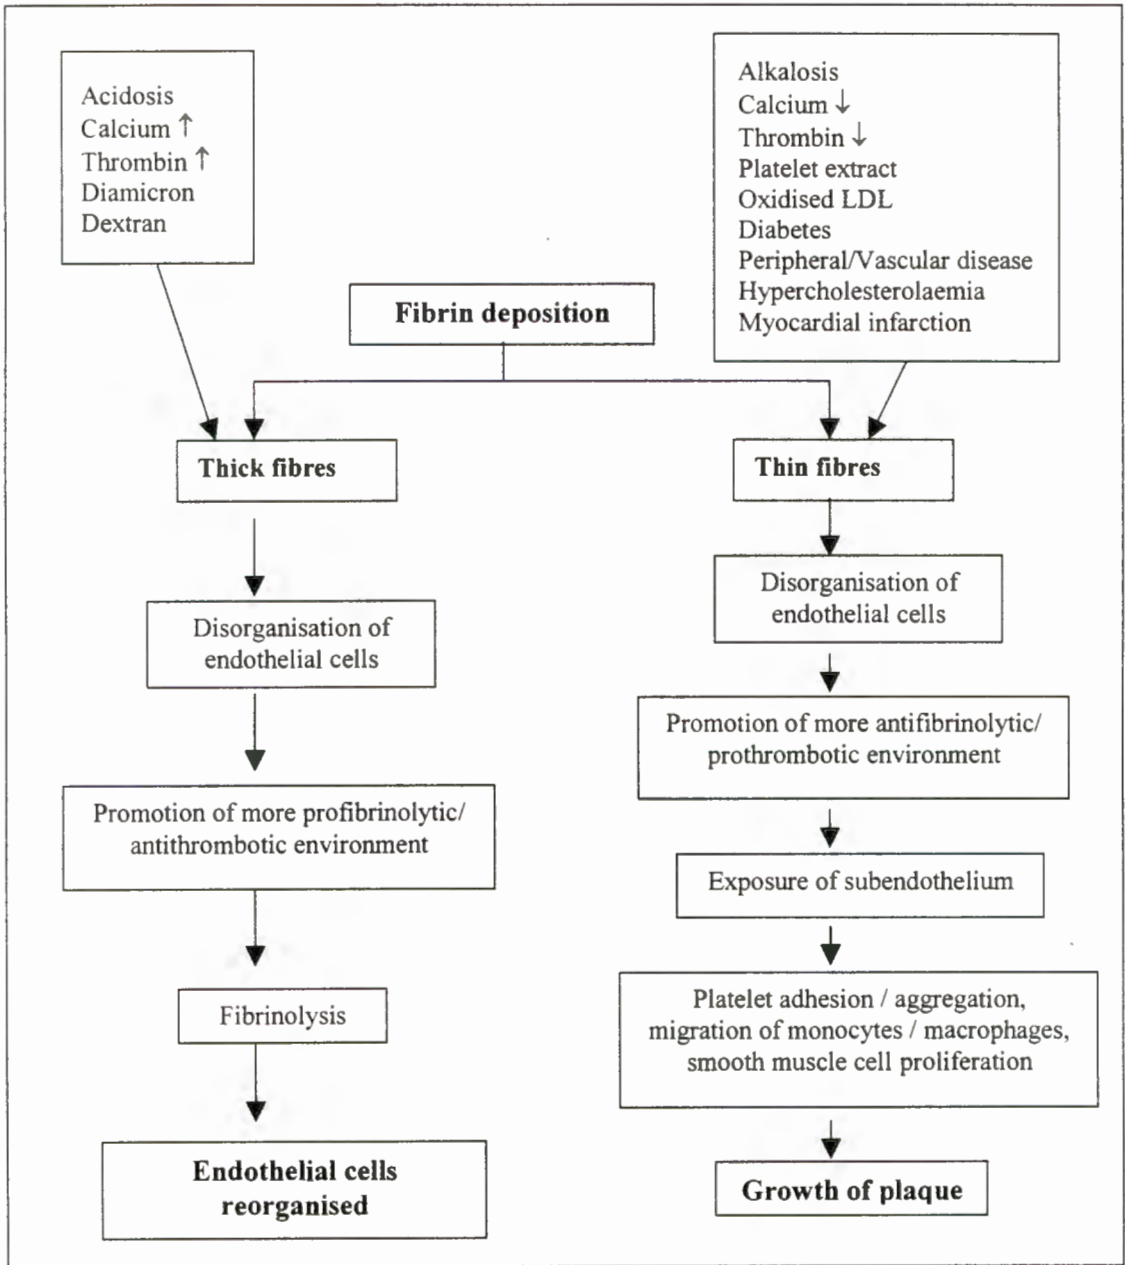 Acidosis
Calcium ↑
Thrombin ↑
Diamicron
Dextran
Alkalosis
Calcium ↓
Thrombin ↓
Platelet extract
Oxidised LDL
Diabetes
Peripheral/Vascular disease
Hypercholesterolaemia
Myocardial infarction
Fibrin deposition
Thick fibres
Disorganisation of
endothelial cells
Promotion of more profibrinolytic/
antithrombotic environment
Fibrinolysis
Endothelial cells
reorganised
Thin fibres
Disorganisation of
endothelial cells
Promotion of more antifibrinolytic/
prothrombotic environment
Exposure of subendothelium
Platelet adhesion / aggregation,
migration of monocytes / macrophages,
smooth muscle cell proliferation
Growth of plaque